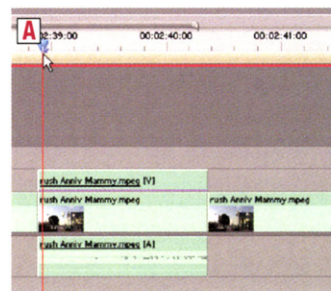 A
02:39:00 00:02:40:00 00:02:41:00
rush Anniv Mammy.mpeg [V]
rush Anniv Mammy.mpeg rush Anniv Mammy.mpeg
rush Anniv Mammy.mpeg [A]